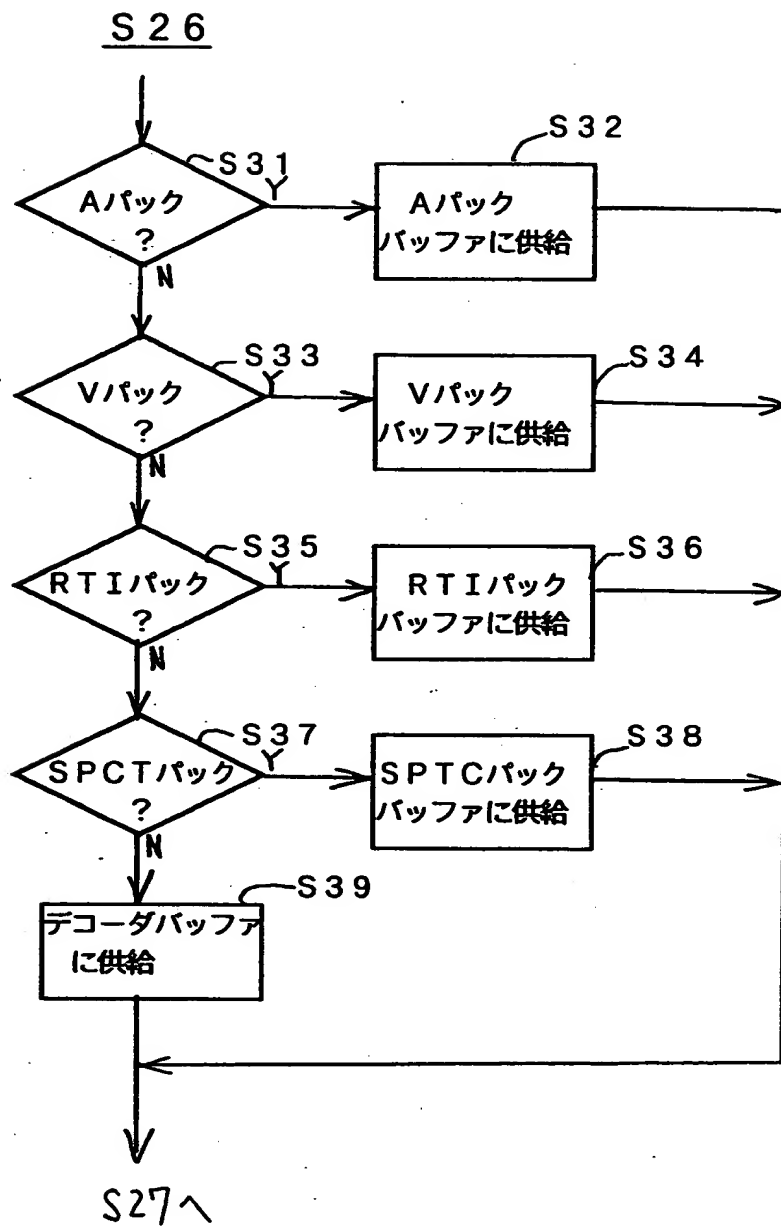 S26
S31
Y
Aパック
?
N
S32
Aパック
バッファに供給
S33
Y
Vパック
?
N
S34
Vパック
バッファに供給
S35
Y
RTIパック
?
N
S36
RTIパック
バッファに供給
S37
Y
SPCTパック
?
N
S38
SPTCパック
バッファに供給
S39
デコーダバッファ
に供給
S27へ